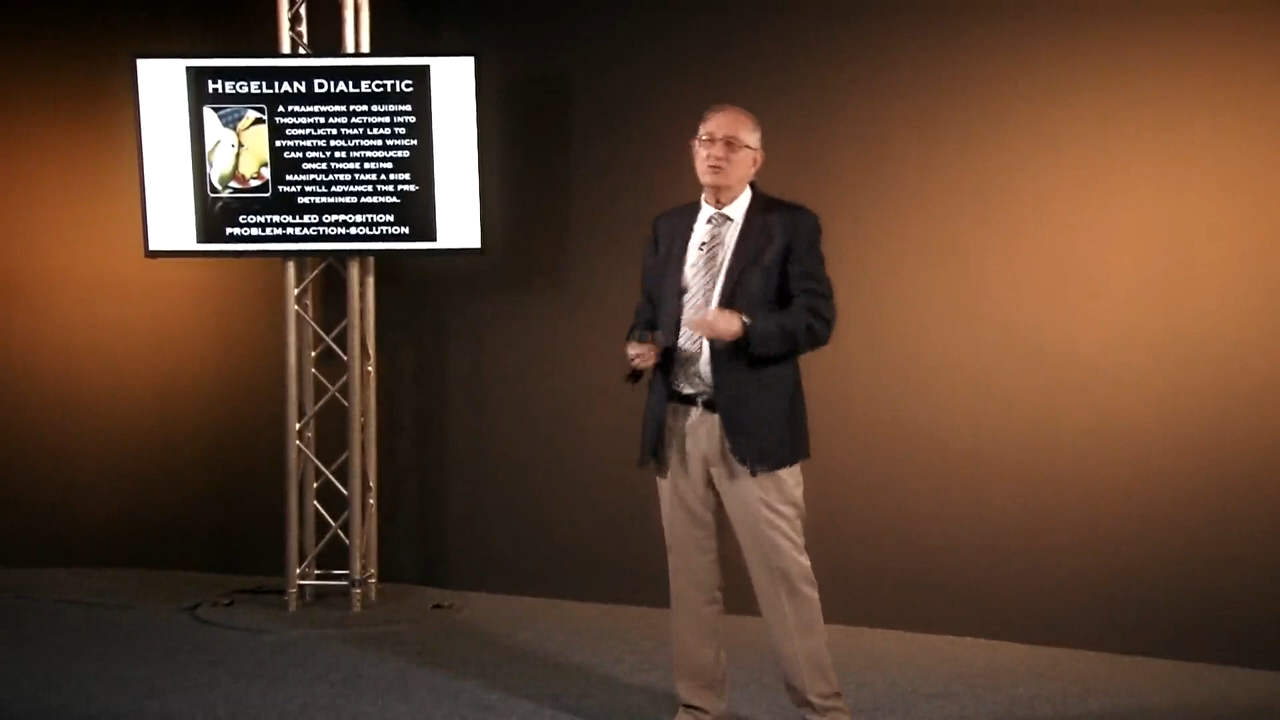 HEGELIAN DIALECTIC
A FRAMEWORK FOR GUIDING
THOUGHTS AND ACTIONS INTO
CONFLICTS THAT LEAD TO
SYNTHETIC SOLUTIONS WHICH
CAN ONLY BE INTRODUCED
ONCE THOSE BEING
MANIPULATED TAKE A SIDE
THAT WILL ADVANCE THE PRE-
DETERMINED AGENDA.
CONTROLLED OPPOSITION
PROBLEM-REACTION-SOLUTION